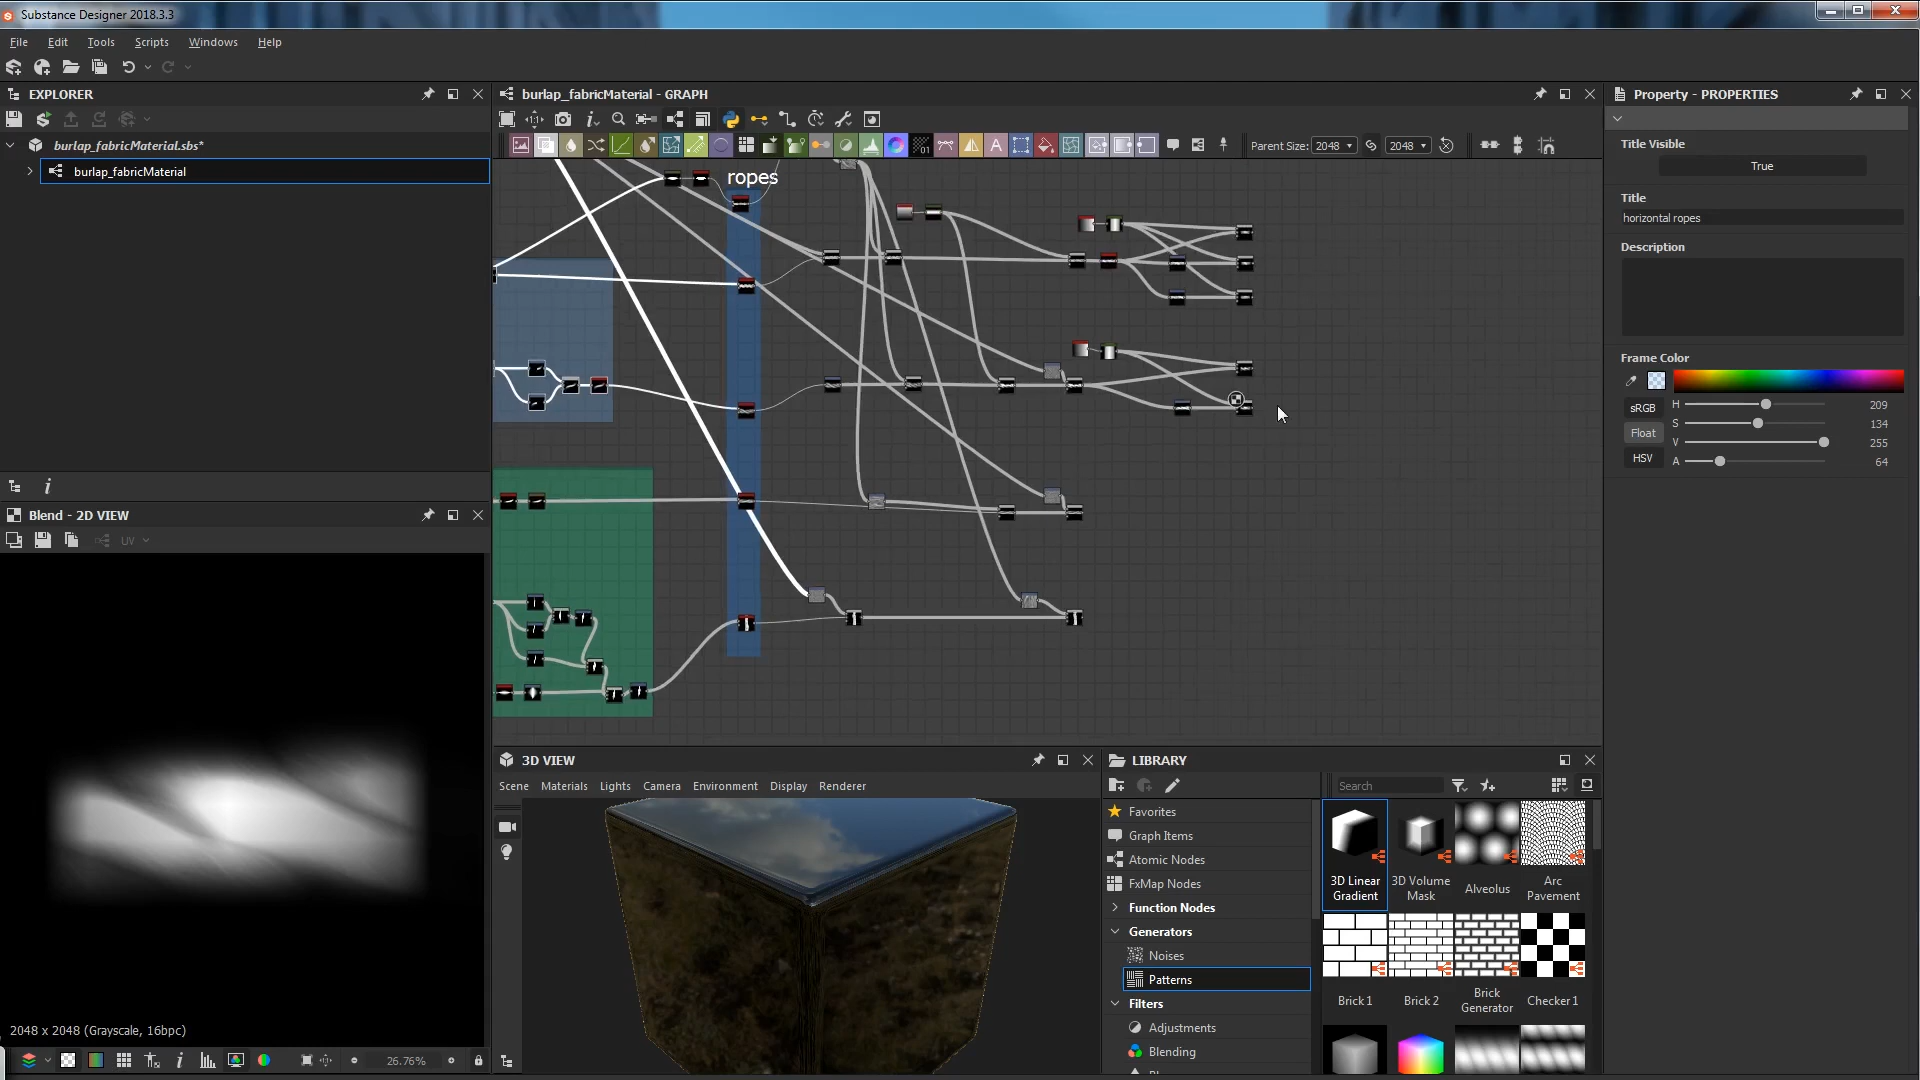 Substance Designer 2018.3.3
File Edit Tools Scripts Windows Help
EXPLORER
burlap_fabricMaterial.sbs*
burlap_fabricMaterial
Blend - 2D VIEW
UV
2048 x 2048 (Grayscale, 16bpc)
26.76%
burlap_fabricMaterial - GRAPH
Parent Size: 2048 2048
ropes
3D VIEW
Scene Materials Lights Camera Environment Display Renderer
LIBRARY
Search
Favorites
Graph Items
Atomic Nodes
FxMap Nodes
Function Nodes
Generators
Noises
Patterns
Filters
Adjustments
Blending
3D Linear Gradient
3D Volume Mask
Alveolus
Arc Pavement
Brick 1
Brick 2
Brick Generator
Checker 1
Property - PROPERTIES
Title Visible
True
Title
horizontal ropes
Description
Frame Color
sRGB
Float
HSV
H 209
S 134
V 255
A 64